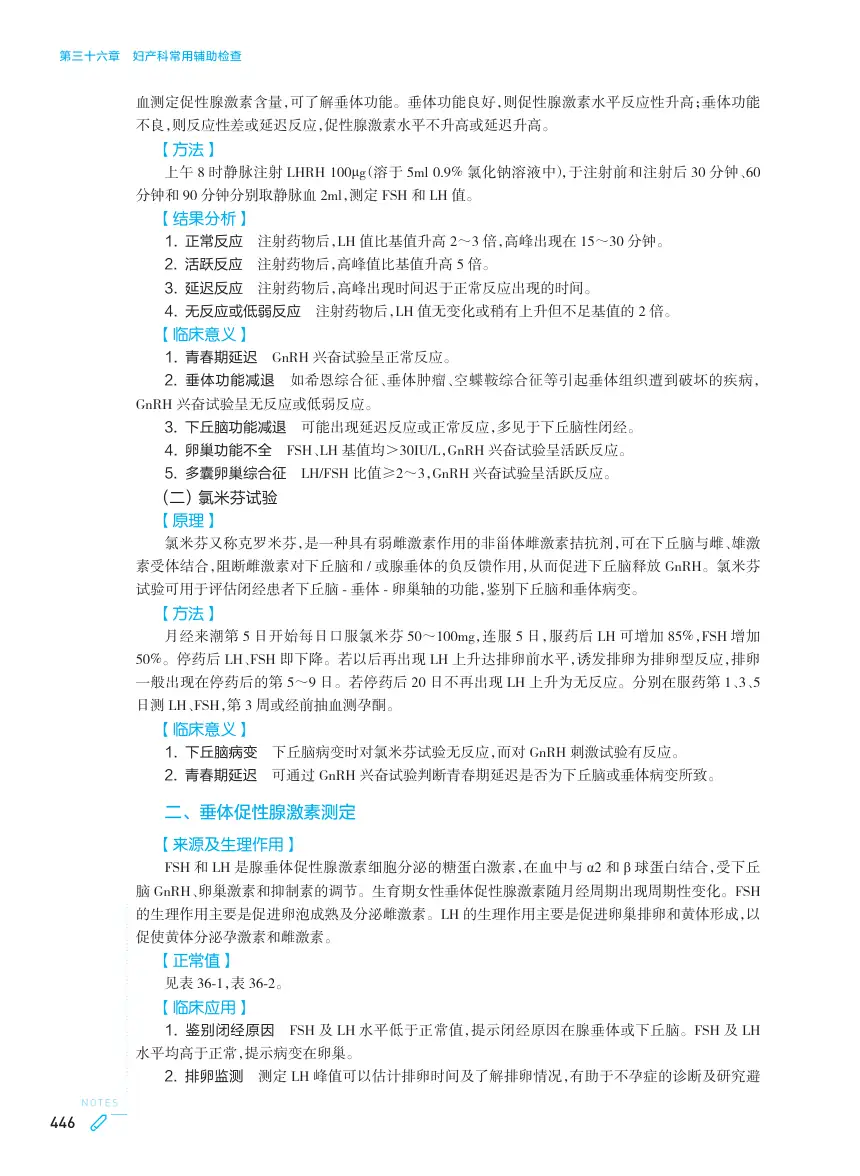 第三十六章　妇产科常用辅助检查
血测定促性腺激素含量,可了解垂体功能。垂体功能良好,则促性腺激素水平反应性升高;垂体功能
不良,则反应性差或延迟反应,促性腺激素水平不升高或延迟升高。
【方法】
上午 8 时静脉注射 LHRH 100μg(溶于 5ml 0.9% 氯化钠溶液中),于注射前和注射后 30 分钟、60
分钟和 90 分钟分别取静脉血 2ml,测定 FSH 和 LH 值。
【结果分析】
1. 正常反应　注射药物后,LH 值比基值升高 2～3 倍,高峰出现在 15～30 分钟。
2. 活跃反应　注射药物后,高峰值比基值升高 5 倍。
3. 延迟反应　注射药物后,高峰出现时间迟于正常反应出现的时间。
4. 无反应或低弱反应　注射药物后,LH 值无变化或稍有上升但不足基值的 2 倍。
【临床意义】
1. 青春期延迟　GnRH 兴奋试验呈正常反应。
2. 垂体功能减退　如希恩综合征、垂体肿瘤、空蝶鞍综合征等引起垂体组织遭到破坏的疾病,
GnRH 兴奋试验呈无反应或低弱反应。
3. 下丘脑功能减退　可能出现延迟反应或正常反应,多见于下丘脑性闭经。
4. 卵巢功能不全　FSH、LH 基值均＞30IU/L,GnRH 兴奋试验呈活跃反应。
5. 多囊卵巢综合征　LH/FSH 比值≥2～3,GnRH 兴奋试验呈活跃反应。
（二）氯米芬试验
【原理】
氯米芬又称克罗米芬,是一种具有弱雌激素作用的非甾体雌激素拮抗剂,可在下丘脑与雌、雄激
素受体结合,阻断雌激素对下丘脑和 / 或腺垂体的负反馈作用,从而促进下丘脑释放 GnRH。氯米芬
试验可用于评估闭经患者下丘脑 - 垂体 - 卵巢轴的功能,鉴别下丘脑和垂体病变。
【方法】
月经来潮第 5 日开始每日口服氯米芬 50～100mg,连服 5 日,服药后 LH 可增加 85%,FSH 增加
50%。停药后 LH、FSH 即下降。若以后再出现 LH 上升达排卵前水平,诱发排卵为排卵型反应,排卵
一般出现在停药后的第 5～9 日。若停药后 20 日不再出现 LH 上升为无反应。分别在服药第 1、3、5
日测 LH、FSH,第 3 周或经前抽血测孕酮。
【临床意义】
1. 下丘脑病变　下丘脑病变时对氯米芬试验无反应,而对 GnRH 刺激试验有反应。
2. 青春期延迟　可通过 GnRH 兴奋试验判断青春期延迟是否为下丘脑或垂体病变所致。
二、垂体促性腺激素测定
【来源及生理作用】
FSH 和 LH 是腺垂体促性腺激素细胞分泌的糖蛋白激素,在血中与 α2 和 β 球蛋白结合,受下丘
脑 GnRH、卵巢激素和抑制素的调节。生育期女性垂体促性腺激素随月经周期出现周期性变化。FSH
的生理作用主要是促进卵泡成熟及分泌雌激素。LH 的生理作用主要是促进卵巢排卵和黄体形成,以
促使黄体分泌孕激素和雌激素。
【正常值】
见表 36-1,表 36-2。
【临床应用】
1. 鉴别闭经原因　FSH 及 LH 水平低于正常值,提示闭经原因在腺垂体或下丘脑。FSH 及 LH
水平均高于正常,提示病变在卵巢。
2. 排卵监测　测定 LH 峰值可以估计排卵时间及了解排卵情况,有助于不孕症的诊断及研究避
NOTES
446